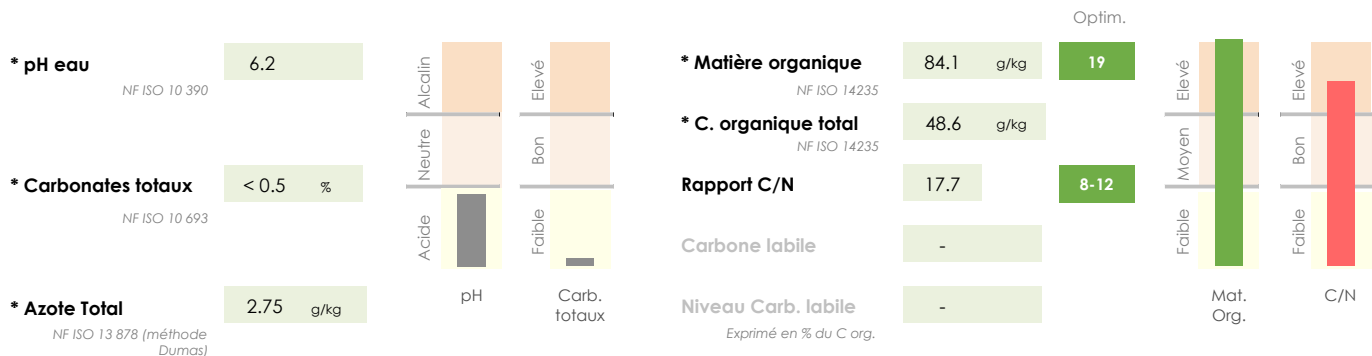 * pH eau
6.2
NF ISO 10 390
* Carbonates totaux
< 0.5 %
NF ISO 10 693
* Azote Total
2.75 g/kg
NF ISO 13 878 (méthode
Dumas)
Alcalin
Neutre
Acide
pH
Elevé
Bon
Faible
Carb.
totaux
Optim.
* Matière organique
84.1 g/kg
19
NF ISO 14235
* C. organique total
48.6 g/kg
NF ISO 14235
Rapport C/N
17.7
8-12
Carbone labile
-
Niveau Carb. labile
-
Exprimé en % du C org.
Elevé
Moyen
Faible
Mat.
Org.
Elevé
Bon
Faible
C/N